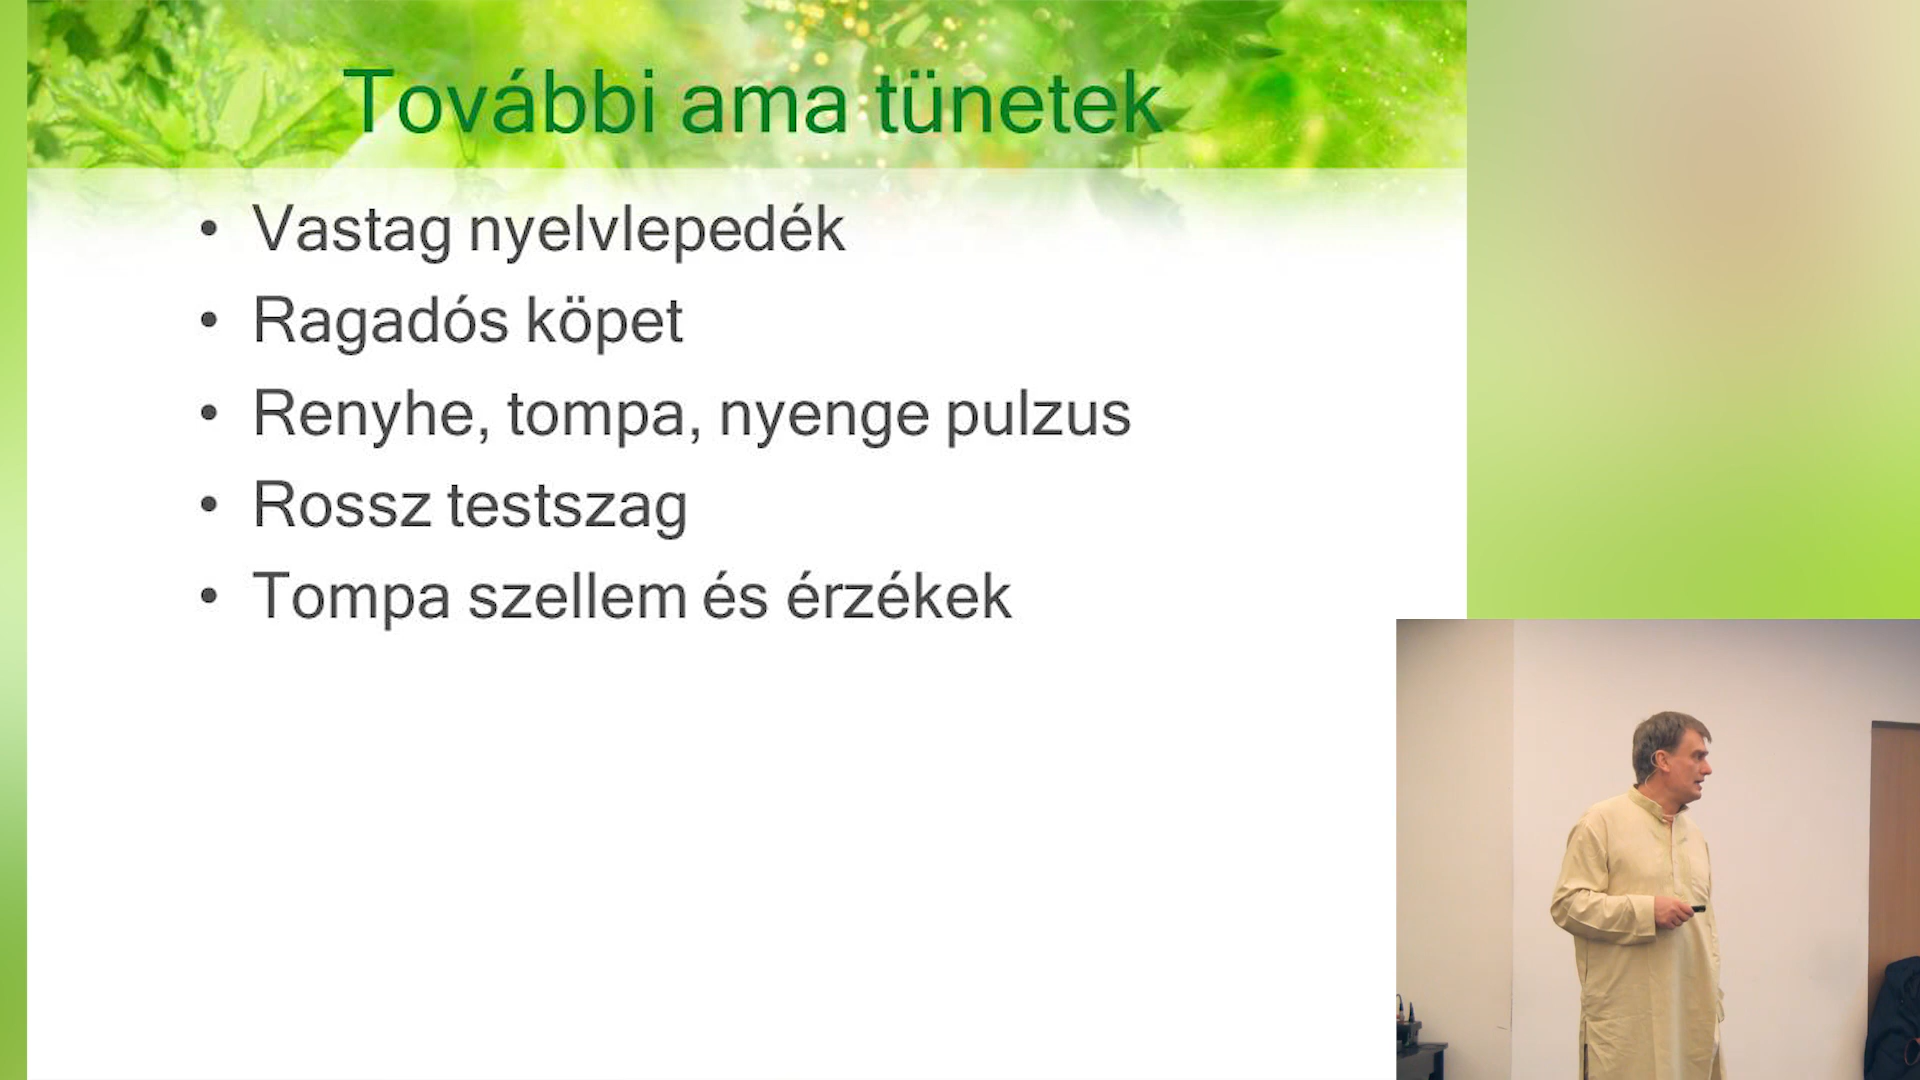 További ama tünetek
• Vastag nyelvlepedék
• Ragadós köpet
• Renyhe, tompa, nyenge pulzus
• Rossz testszag
• Tompa szellem és érzékek